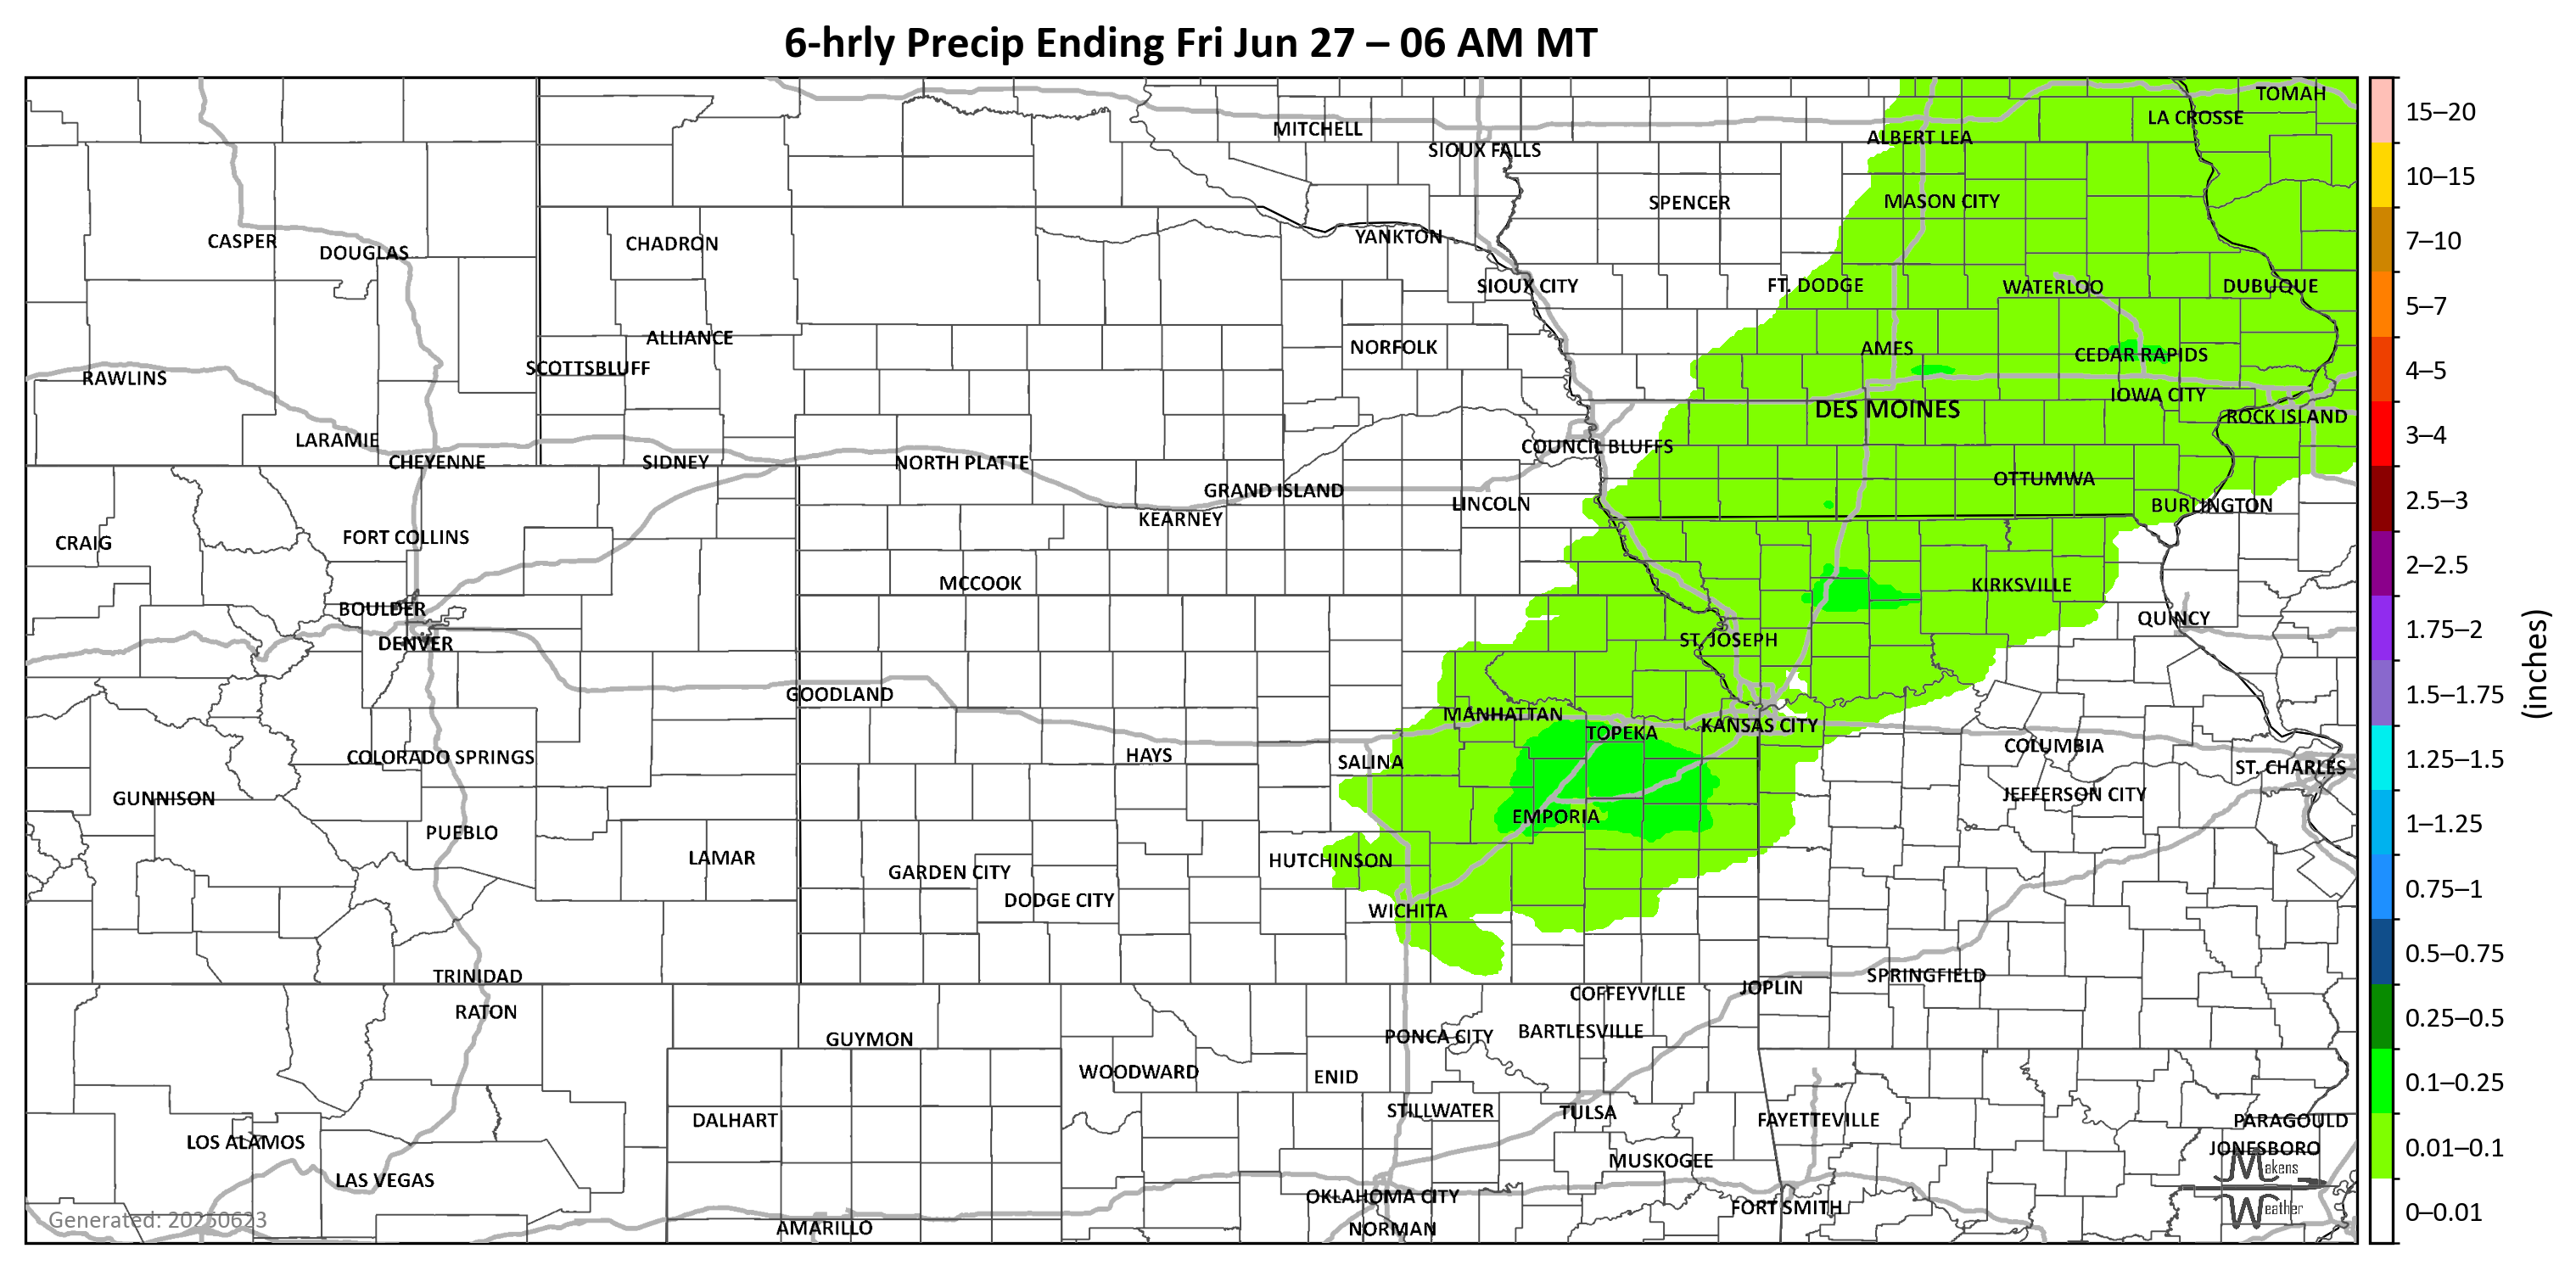 6-hrly Precip Ending Fri Jun 27 – 06 AM MT
TOMAH
LA CROSSE
MITCHELL
ALBERT LEA
SIOUX FALLS
SPENCER
MASON CITY
YANKTON
CASPER
CHADRON
DOUGLAS
SIOUX CITY
FT. DODGE
WATERLOO
DUBUQUE
ALLIANCE
NORFOLK
AMES
CEDAR RAPIDS
SCOTTSBLUFF
RAWLINS
IOWA CITY
DES MOINES
ROCK ISLAND
LARAMIE
COUNCIL BLUFFS
CHEYENNE
SIDNEY
NORTH PLATTE
OTTUMWA
GRAND ISLAND
LINCOLN
BURLINGTON
KEARNEY
FORT COLLINS
CRAIG
MCCOOK
KIRKSVILLE
BOULDER
QUINCY
DENVER
ST. JOSEPH
GOODLAND
MANHATTAN
KANSAS CITY
TOPEKA
COLUMBIA
HAYS
COLORADO SPRINGS
SALINA
ST. CHARLES
JEFFERSON CITY
GUNNISON
EMPORIA
PUEBLO
LAMAR
HUTCHINSON
GARDEN CITY
DODGE CITY
WICHITA
TRINIDAD
SPRINGFIELD
JOPLIN
COFFEYVILLE
RATON
BARTLESVILLE
PONCA CITY
GUYMON
WOODWARD
ENID
STILLWATER
TULSA
DALHART
FAYETTEVILLE
PARAGOULD
LOS ALAMOS
JONESBORO
MUSKOGEE
LAS VEGAS
OKLAHOMA CITY
FORT SMITH
AMARILLO
NORMAN
Generated: 20250623
Makens
Weather
15–20
10–15
7–10
5–7
4–5
3–4
2.5–3
2–2.5
1.75–2
1.5–1.75
1.25–1.5
1–1.25
0.75–1
0.5–0.75
0.25–0.5
0.1–0.25
0.01–0.1
0–0.01
(inches)